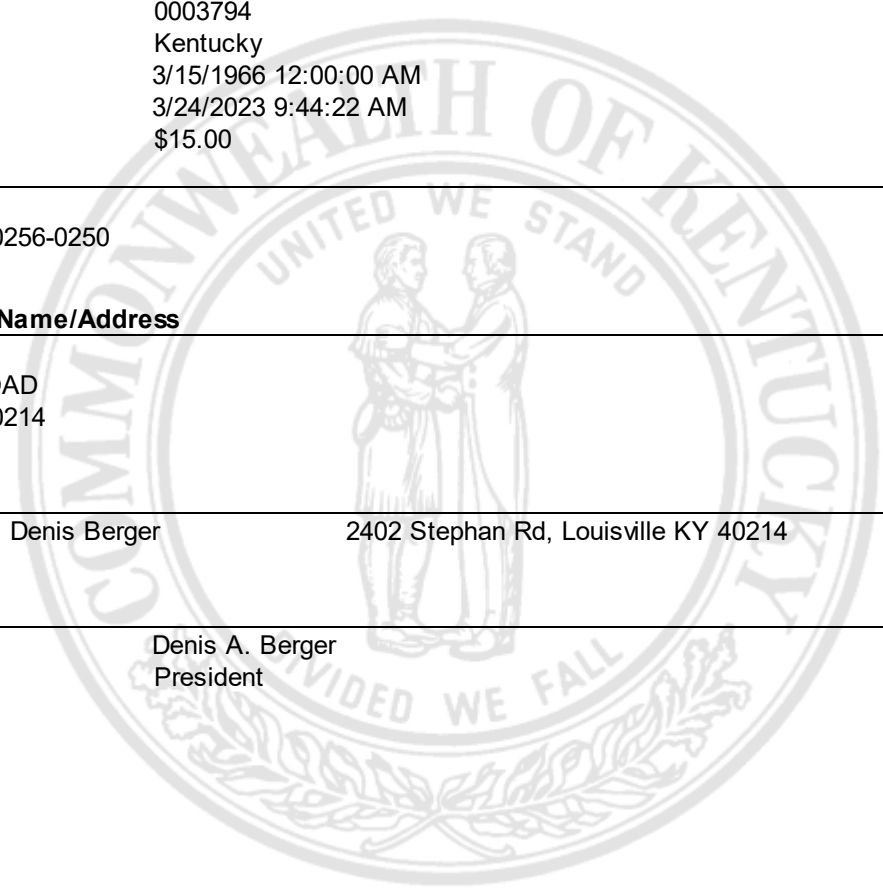 0003794
Kentucky
3/15/1966 12:00:00 AM
3/24/2023 9:44:22 AM
$15.00
COMMONWEALTH OF KENTUCKY
UNITED WE STAND
0256-0250
Name/Address
OAD
0214
Denis Berger 2402 Stephan Rd, Louisville KY 40214
Denis A. Berger
President
DIVIDED WE FALL